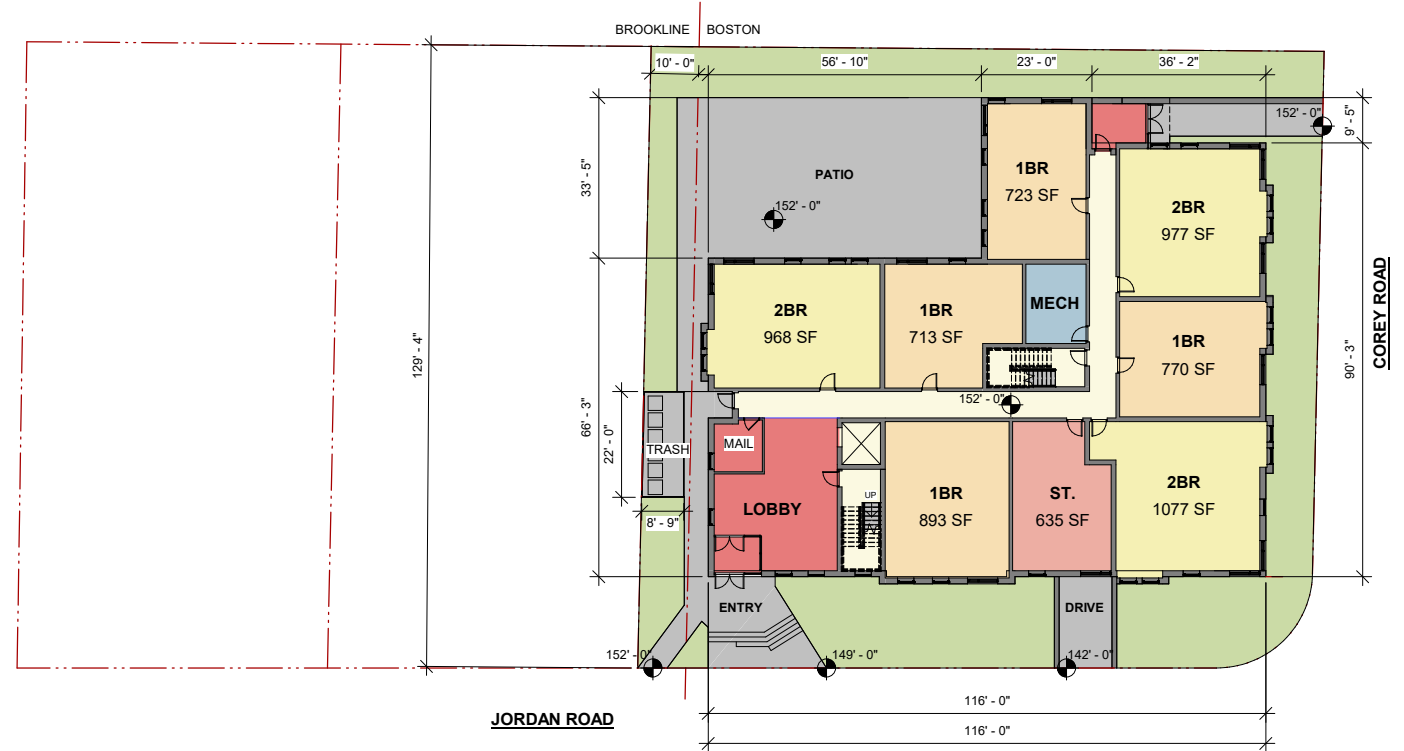 BROOKLINE
BOSTON
10' - 0"
56' - 10"
23' - 0"
36' - 2"
152' - 0"
9' - 5"
33' - 5"
PATIO
152' - 0"
1BR
723 SF
2BR
977 SF
129' - 4"
66' - 3"
22' - 0"
2BR
968 SF
1BR
713 SF
MECH
1BR
770 SF
90' - 3"
COREY ROAD
152' - 0"
TRASH
MAIL
LOBBY
UP
1BR
893 SF
ST.
635 SF
2BR
1077 SF
8' - 9"
ENTRY
DRIVE
152' - 0"
149' - 0"
142' - 0"
JORDAN ROAD
116' - 0"
116' - 0"